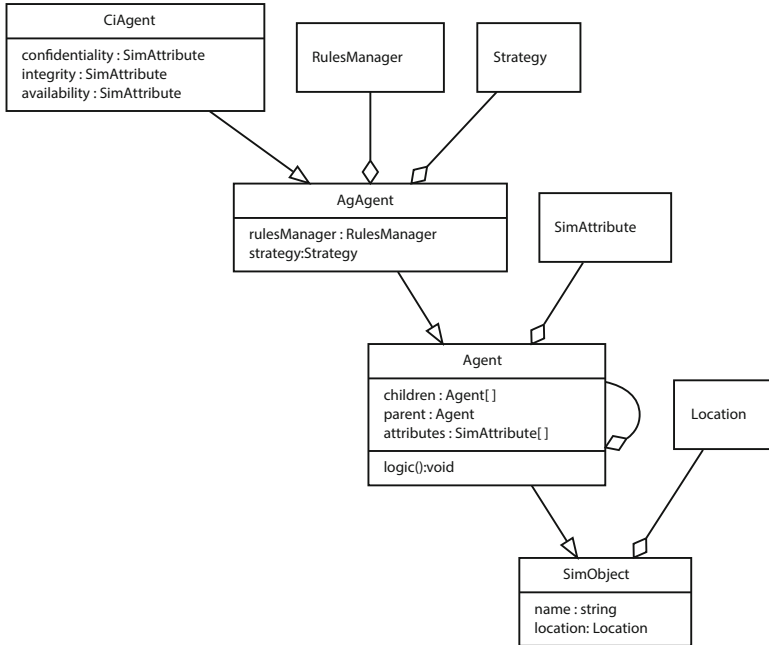 CiAgent
confidentiality : SimAttribute
integrity : SimAttribute
availability : SimAttribute
RulesManager
Strategy
AgAgent
rulesManager : RulesManager
strategy:Strategy
SimAttribute
Agent
children : Agent[ ]
parent : Agent
attributes : SimAttribute[ ]
logic():void
Location
SimObject
name : string
location: Location